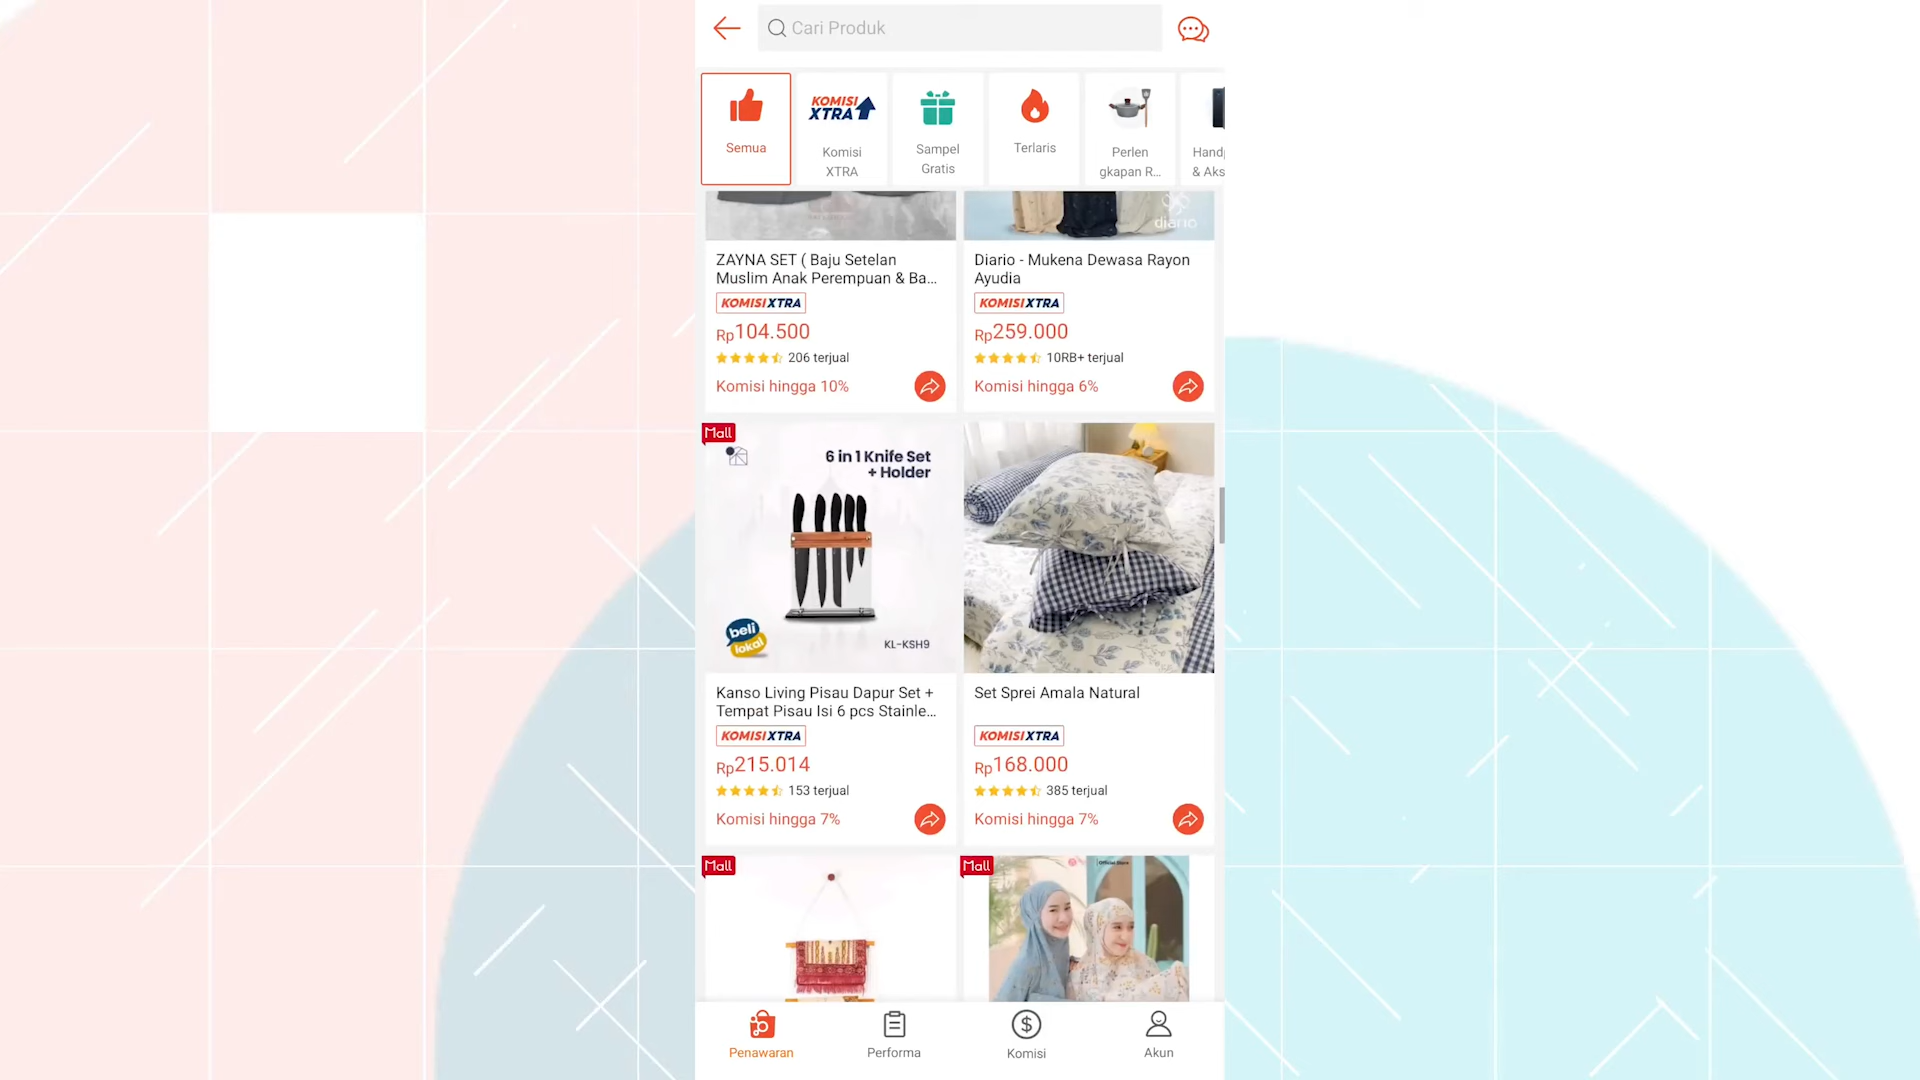 Cari Produk
Semua
KOMISI
XTRA
Komisi
XTRA
Sampel
Gratis
Terlaris
Perlen
gkapan R...
Hand
& Aks
diario
ZAYNA SET ( Baju Setelan
Muslim Anak Perempuan & Ba...
KOMISI XTRA
Rp104.500
206 terjual
Komisi hingga 10%
Diario - Mukena Dewasa Rayon
Ayudia
KOMISI XTRA
Rp259.000
10RB+ terjual
Komisi hingga 6%
Mall
6 in 1 Knife Set
+ Holder
beli
lokal
KL-KSH9
Kanso Living Pisau Dapur Set +
Tempat Pisau Isi 6 pcs Stainle...
KOMISI XTRA
Rp215.014
153 terjual
Komisi hingga 7%
Set Sprei Amala Natural
KOMISI XTRA
Rp168.000
385 terjual
Komisi hingga 7%
Mall
Mall
Official Store
Penawaran
Performa
Komisi
Akun